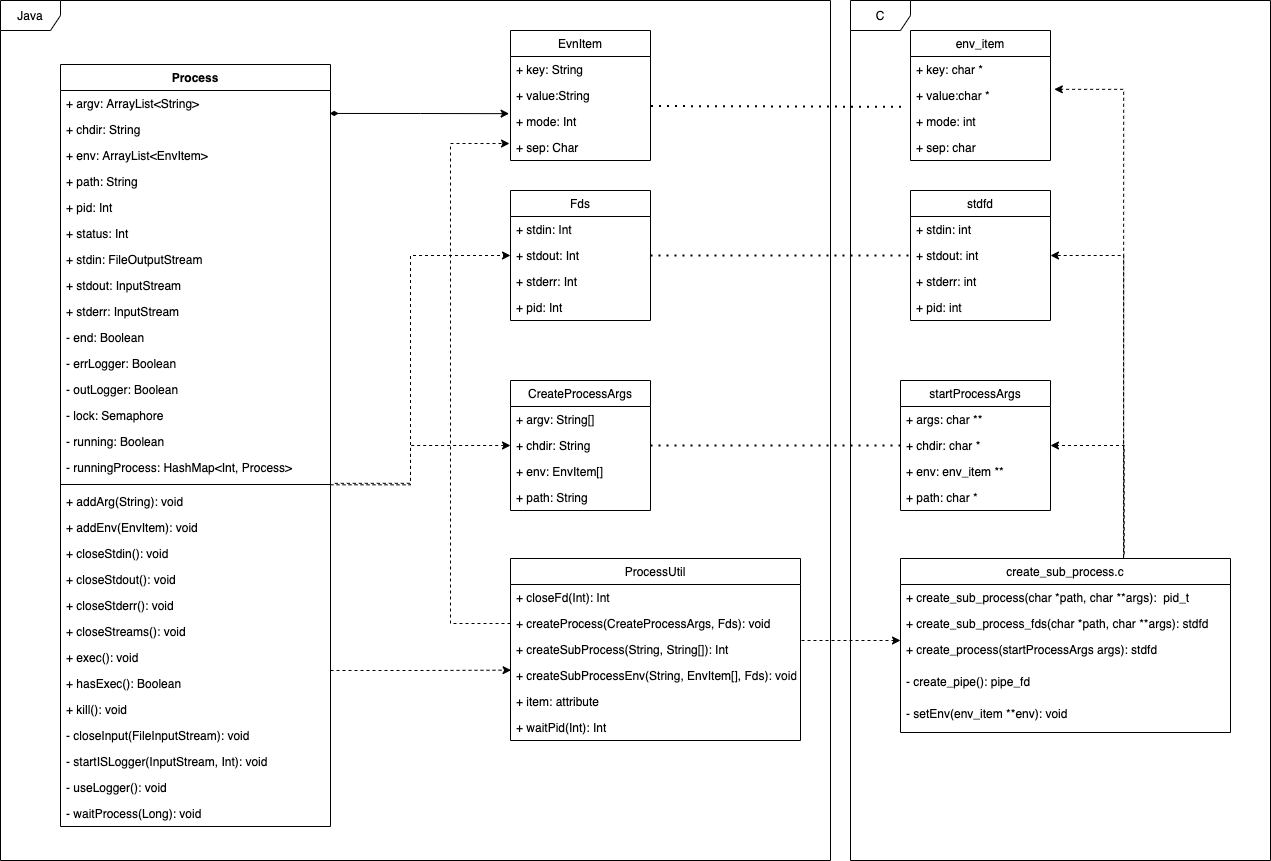 Java
Process
+ argv: ArrayList<String>
+ chdir: String
+ env: ArrayList<EnvItem>
+ path: String
+ pid: Int
+ status: Int
+ stdin: FileOutputStream
+ stdout: InputStream
+ stderr: InputStream
- end: Boolean
- errLogger: Boolean
- outLogger: Boolean
- lock: Semaphore
- running: Boolean
- runningProcess: HashMap<Int, Process>
+ addArg(String): void
+ addEnv(EnvItem): void
+ closeStdin(): void
+ closeStdout(): void
+ closeStderr(): void
+ closeStreams(): void
+ exec(): void
+ hasExec(): Boolean
+ kill(): void
- closeInput(FileInputStream): void
- startISLogger(InputStream, Int): void
- useLogger(): void
- waitProcess(Long): void
EvnItem
+ key: String
+ value:String
+ mode: Int
+ sep: Char
Fds
+ stdin: Int
+ stdout: Int
+ stderr: Int
+ pid: Int
CreateProcessArgs
+ argv: String[]
+ chdir: String
+ env: EnvItem[]
+ path: String
ProcessUtil
+ closeFd(Int): Int
+ createProcess(CreateProcessArgs, Fds): void
+ createSubProcess(String, String[]): Int
+ createSubProcessEnv(String, EnvItem[], Fds): void
+ item: attribute
+ waitPid(Int): Int
C
env_item
+ key: char *
+ value:char *
+ mode: int
+ sep: char
stdfd
+ stdin: int
+ stdout: int
+ stderr: int
+ pid: int
startProcessArgs
+ args: char **
+ chdir: char *
+ env: env_item **
+ path: char *
create_sub_process.c
+ create_sub_process(char *path, char **args): pid_t
+ create_sub_process_fds(char *path, char **args): stdfd
+ create_process(startProcessArgs args): stdfd
- create_pipe(): pipe_fd
- setEnv(env_item **env): void